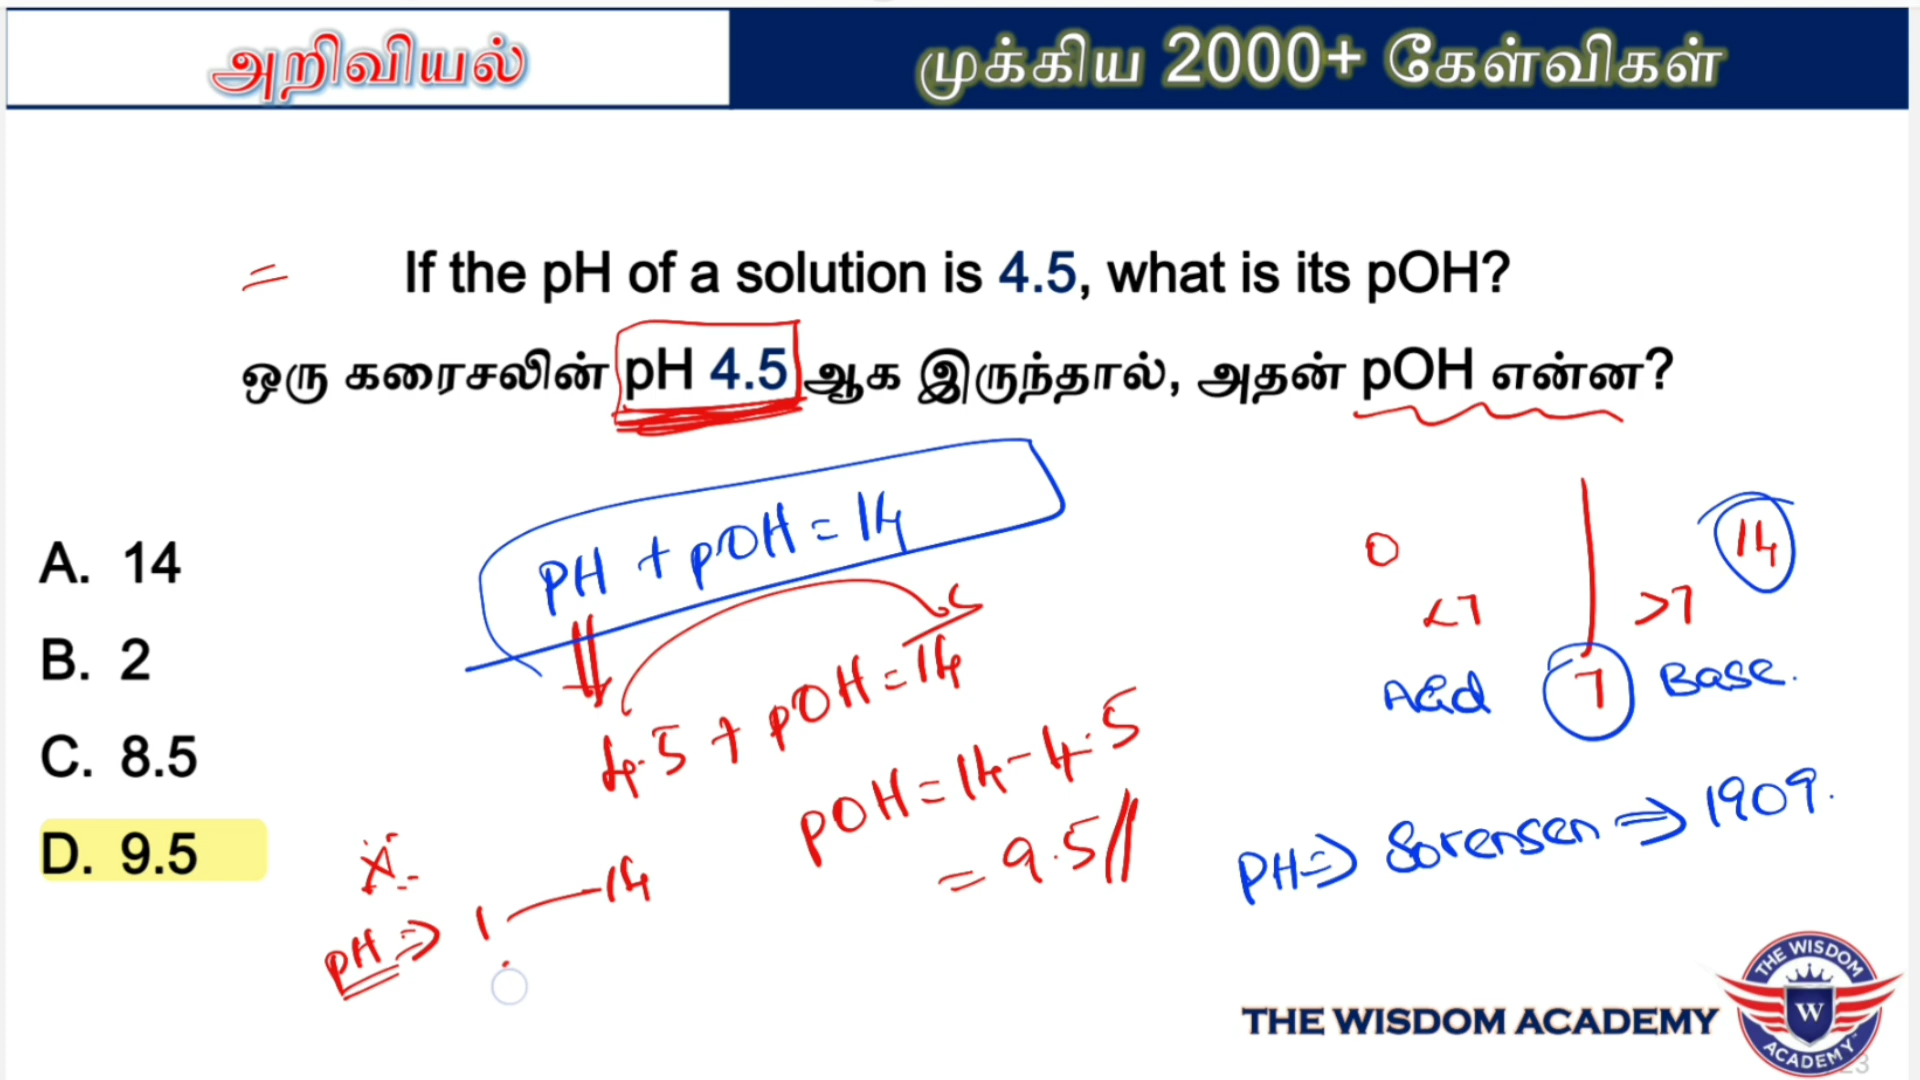 அறிவியல்
முக்கிய 2000+ கேள்விகள்
If the pH of a solution is 4.5, what is its pOH?
ஒரு கரைசலின் pH 4.5 ஆக இருந்தால், அதன் pOH என்ன?
A. 14
B. 2
C. 8.5
D. 9.5
PH + pOH = 14
4.5 + pOH = 14
pOH = 14 - 4.5
= 9.5//
pH ⇒ 1 — 14
0
14
<7
>7
Acid
7
Base.
PH ⇒ Sorensen ⇒ 1909.
THE WISDOM ACADEMY
THE WISDOM
W
ACADEMY